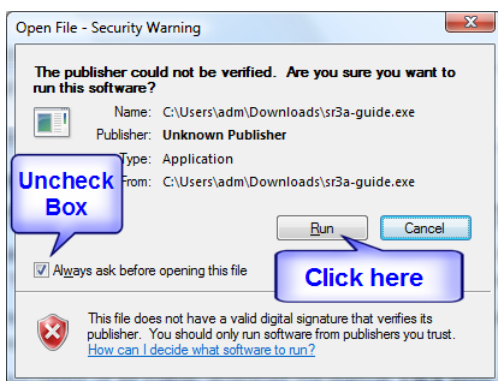 Open File - Security Warning
The publisher could not be verified.  Are you sure you want to
run this software?
Name: C:\Users\adm\Downloads\sr3a-guide.exe
Publisher: Unknown Publisher
Type: Application
From: C:\Users\adm\Downloads\sr3a-guide.exe
Uncheck
Box
Run
Cancel
Always ask before opening this file
Click here
This file does not have a valid digital signature that verifies its
publisher.  You should only run software from publishers you trust.
How can I decide what software to run?